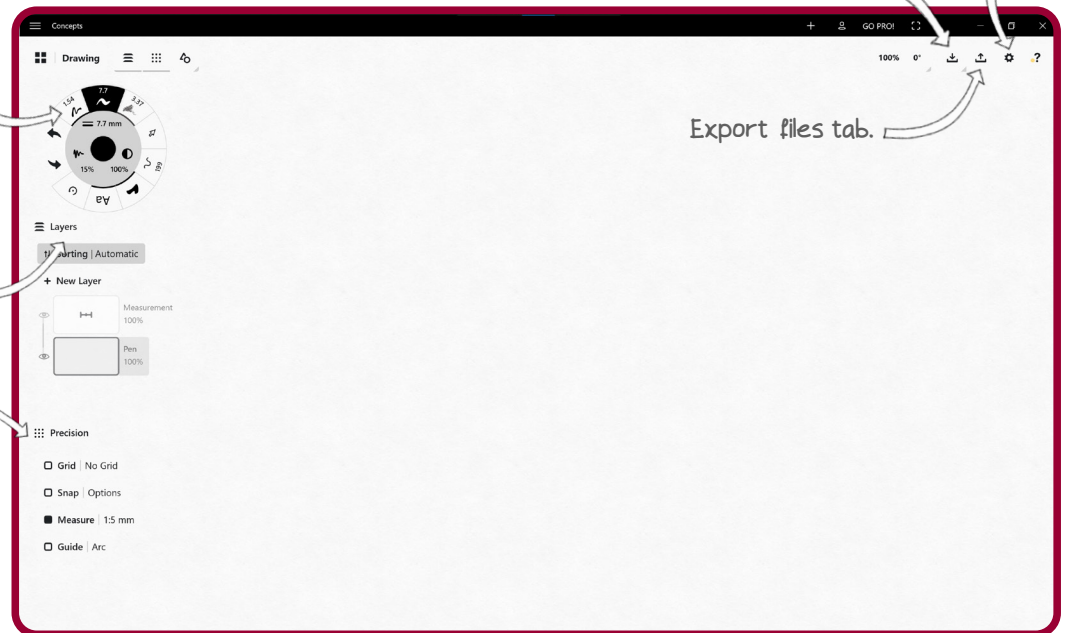 Concepts
GO PRO!
Drawing
100% 0° ?
1.54 7.7 3.37
7.7 mm
15% 100%
199
Aa
Export files tab.
Layers
Sorting | Automatic
+ New Layer
Measurement
100%
Pen
100%
Precision
Grid | No Grid
Snap | Options
Measure | 1:5 mm
Guide | Arc